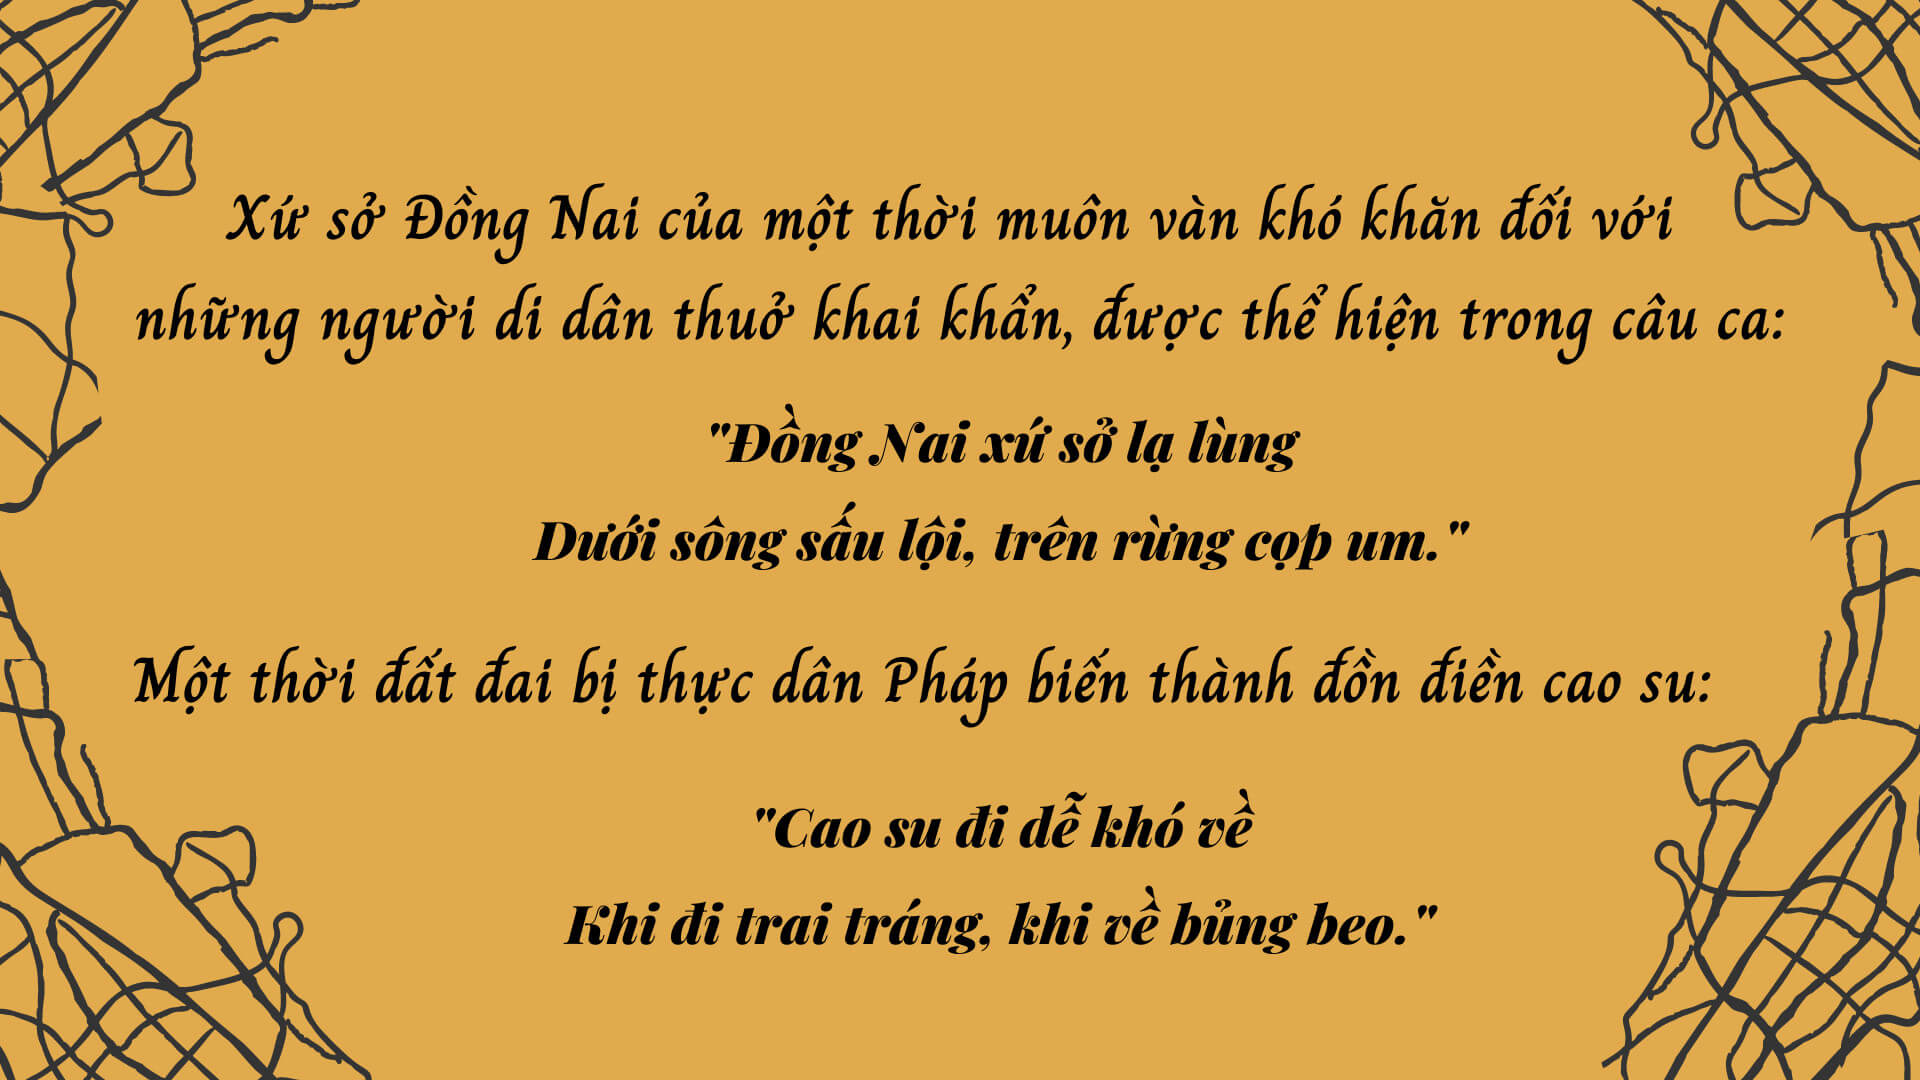 Xứ sở Đồng Nai của một thời muôn vàn khó khăn đối với
những người di dân thuở khai khẩn, được thể hiện trong câu ca:
"Đồng Nai xứ sở lạ lùng
Dưới sông sấu lội, trên rừng cọp um."
Một thời đất đai bị thực dân Pháp biến thành đồn điền cao su:
"Cao su đi dễ khó về
Khi đi trai tráng, khi về bủng beo."